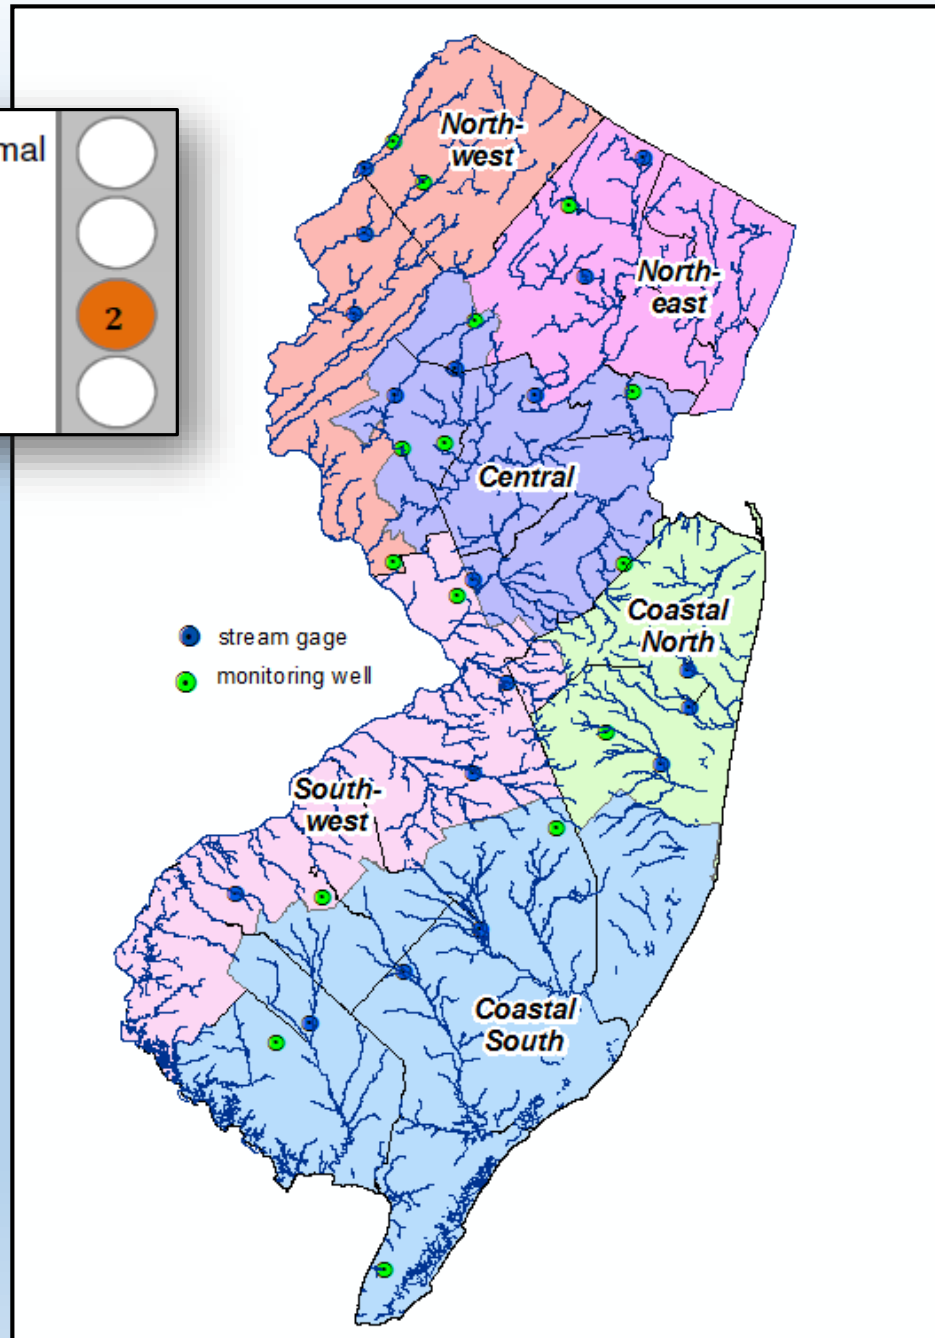 North-
west
mal
North-
east
2
Central
Coastal
North
stream gage
monitoring well
South-
west
Coastal
South